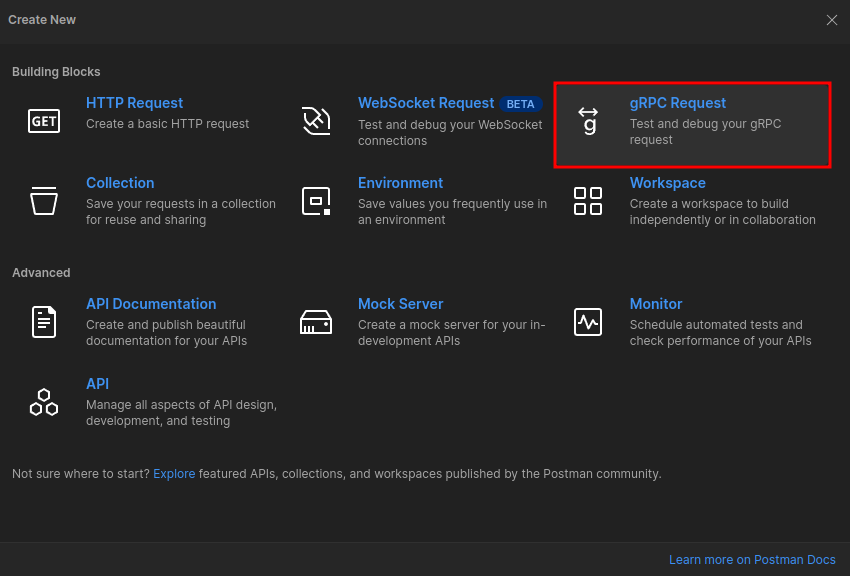 Create New
Building Blocks
GET
HTTP Request
Create a basic HTTP request
WebSocket Request BETA
Test and debug your WebSocket
connections
g
gRPC Request
Test and debug your gRPC
request
Collection
Save your requests in a collection
for reuse and sharing
Environment
Save values you frequently use in
an environment
Workspace
Create a workspace to build
independently or in collaboration
Advanced
API Documentation
Create and publish beautiful
documentation for your APIs
Mock Server
Create a mock server for your in-
development APIs
Monitor
Schedule automated tests and
check performance of your APIs
API
Manage all aspects of API design,
development, and testing
Not sure where to start? Explore featured APIs, collections, and workspaces published by the Postman community.
Learn more on Postman Docs